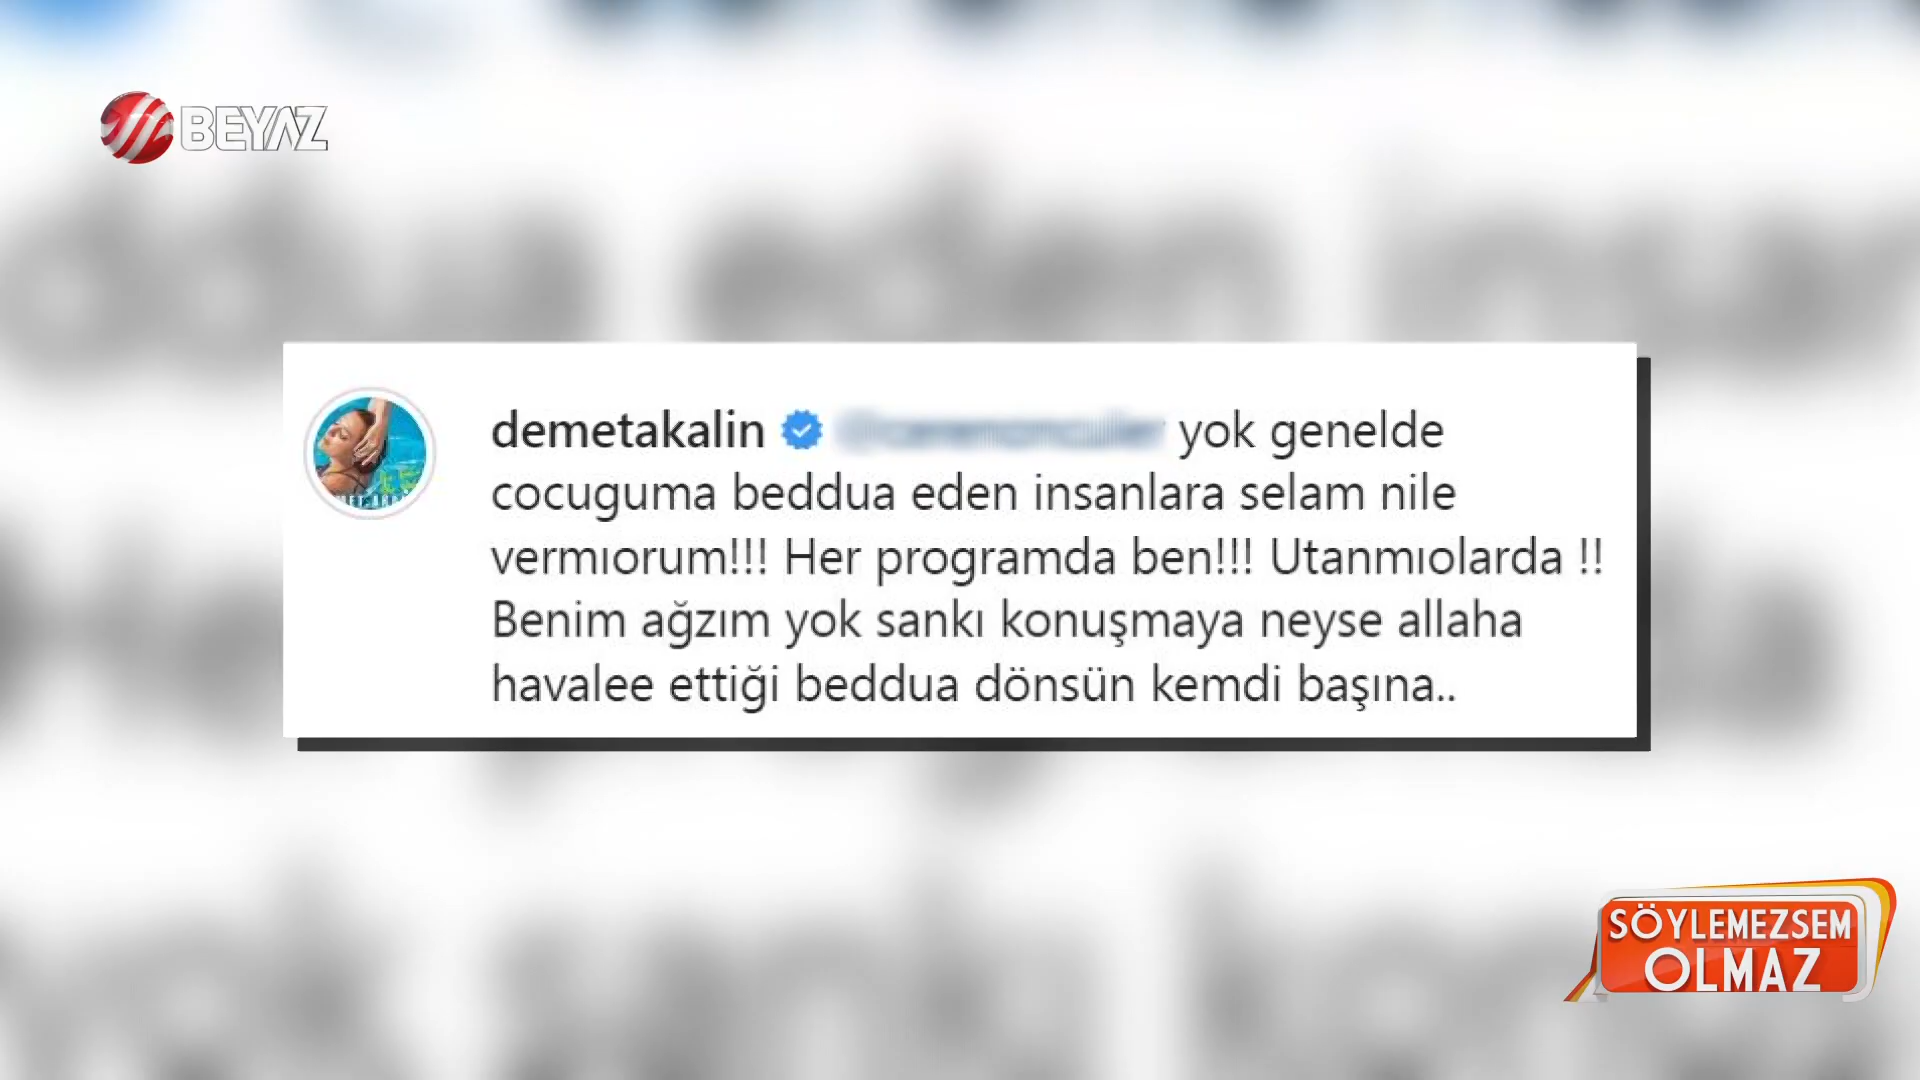 BEYAZ
demetakalin yok genelde
cocuguma beddua eden insanlara selam nile
vermıorum!!! Her programda ben!!! Utanmıolarda !!
Benim ağzım yok sankı konuşmaya neyse allaha
havalee ettiği beddua dönsün kemdi başına..
SÖYLEMEZSEM
OLMAZ